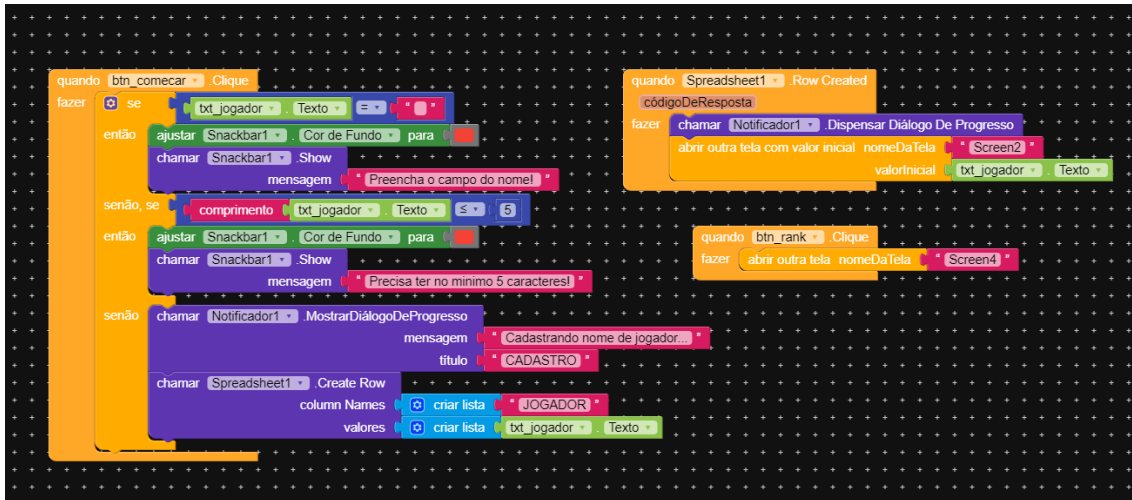 quando btn_comecar .Clique
fazer se txt_jogador . Texto = " "
então ajustar Snackbar1 . Cor de Fundo para
chamar Snackbar1 .Show
mensagem " Preencha o campo do nome! "
senão, se comprimento txt_jogador . Texto ≤ 5
então ajustar Snackbar1 . Cor de Fundo para
chamar Snackbar1 .Show
mensagem " Precisa ter no minimo 5 caracteres! "
senão chamar Notificador1 .MostrarDiálogoDeProgresso
mensagem " Cadastrando nome de jogador... "
título " CADASTRO "
chamar Spreadsheet1 .Create Row
column Names criar lista " JOGADOR "
valores criar lista txt_jogador . Texto
quando Spreadsheet1 .Row Created
códigoDeResposta
fazer chamar Notificador1 .Dispensar Diálogo De Progresso
abrir outra tela com valor inicial nomeDaTela " Screen2 "
valorInicial txt_jogador . Texto
quando btn_rank .Clique
fazer abrir outra tela nomeDaTela " Screen4 "